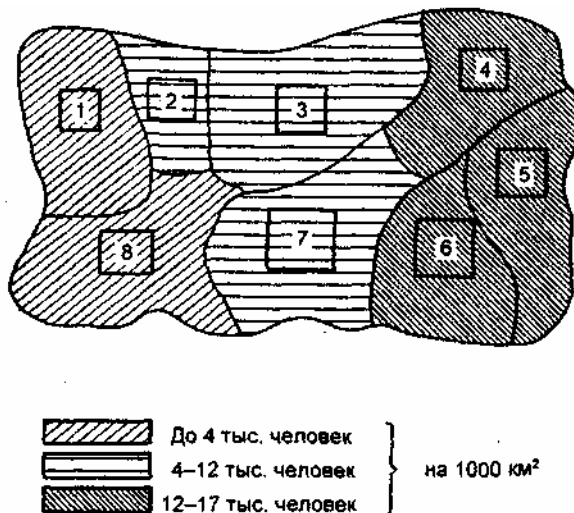 1
2
3
4
5
6
7
8
До 4 тыс. человек
4–12 тыс. человек
12–17 тыс. человек
на 1000 км²